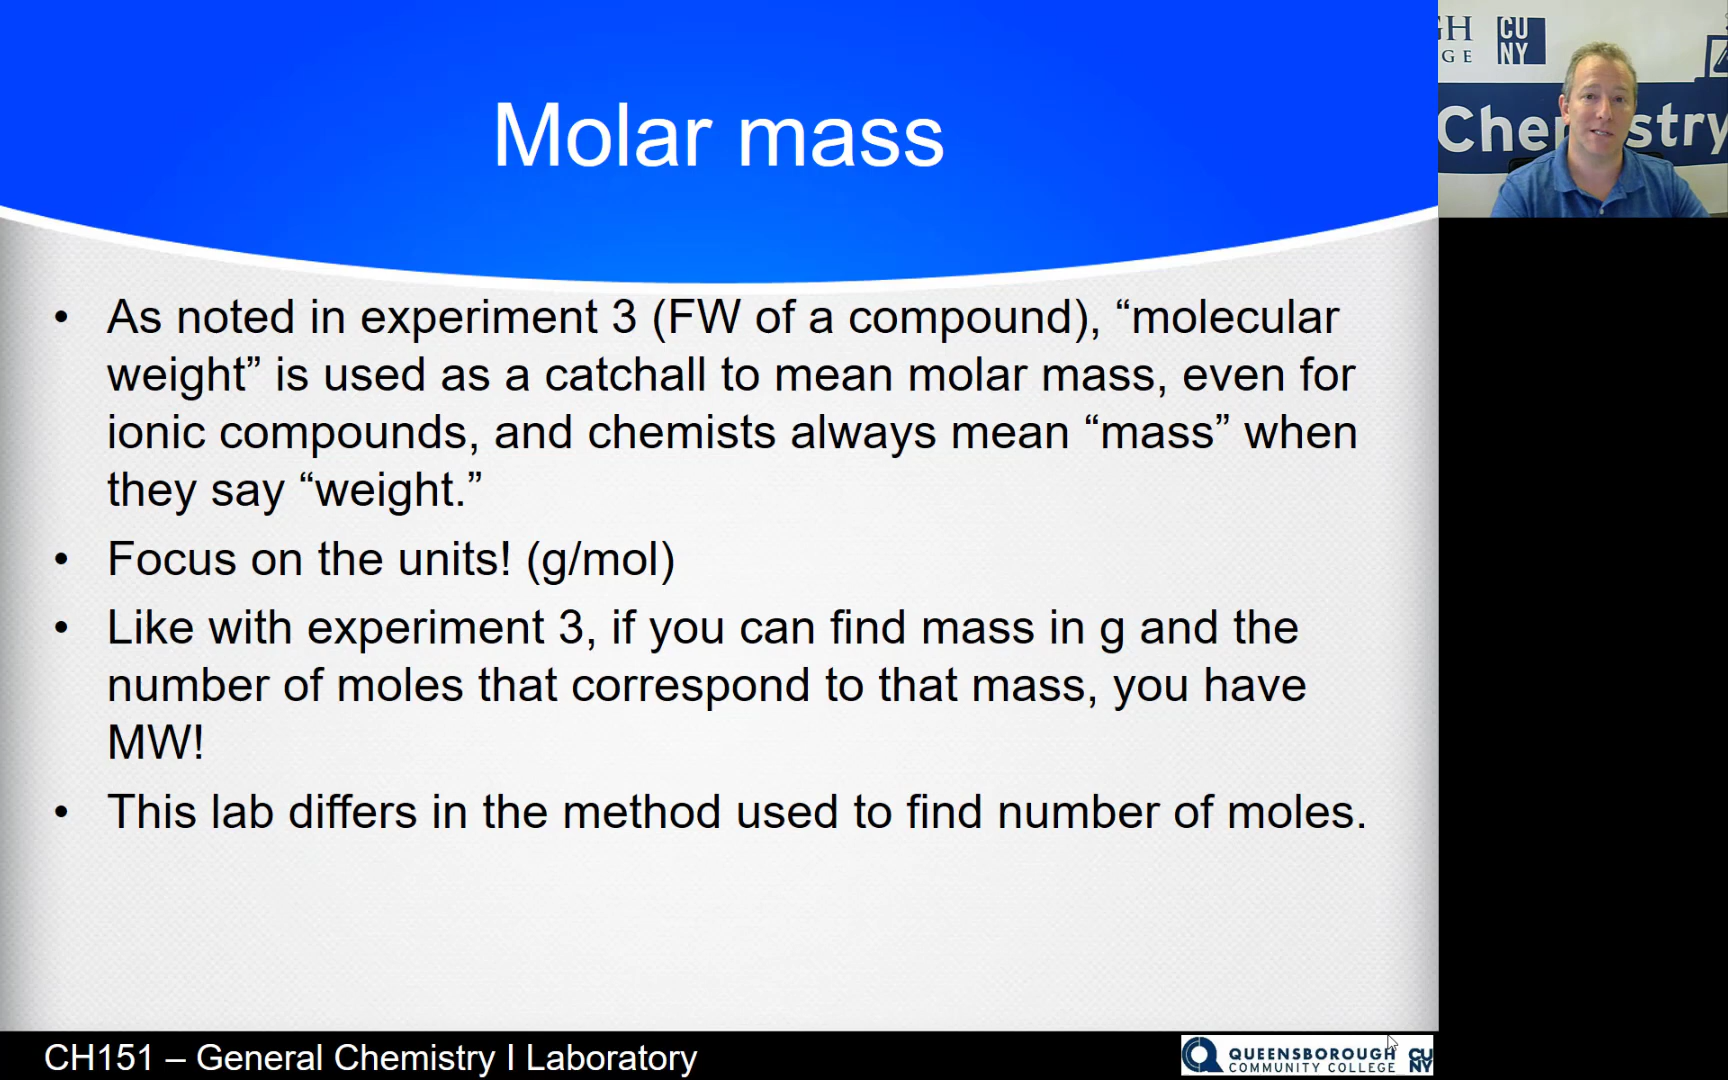 Molar mass
GH
GE
CU
NY
Chemistry
• As noted in experiment 3 (FW of a compound), “molecular
weight” is used as a catchall to mean molar mass, even for
ionic compounds, and chemists always mean “mass” when
they say “weight.”
• Focus on the units! (g/mol)
• Like with experiment 3, if you can find mass in g and the
number of moles that correspond to that mass, you have
MW!
• This lab differs in the method used to find number of moles.
CH151 – General Chemistry I Laboratory
QUEENSBOROUGH
COMMUNITY COLLEGE
CU
NY